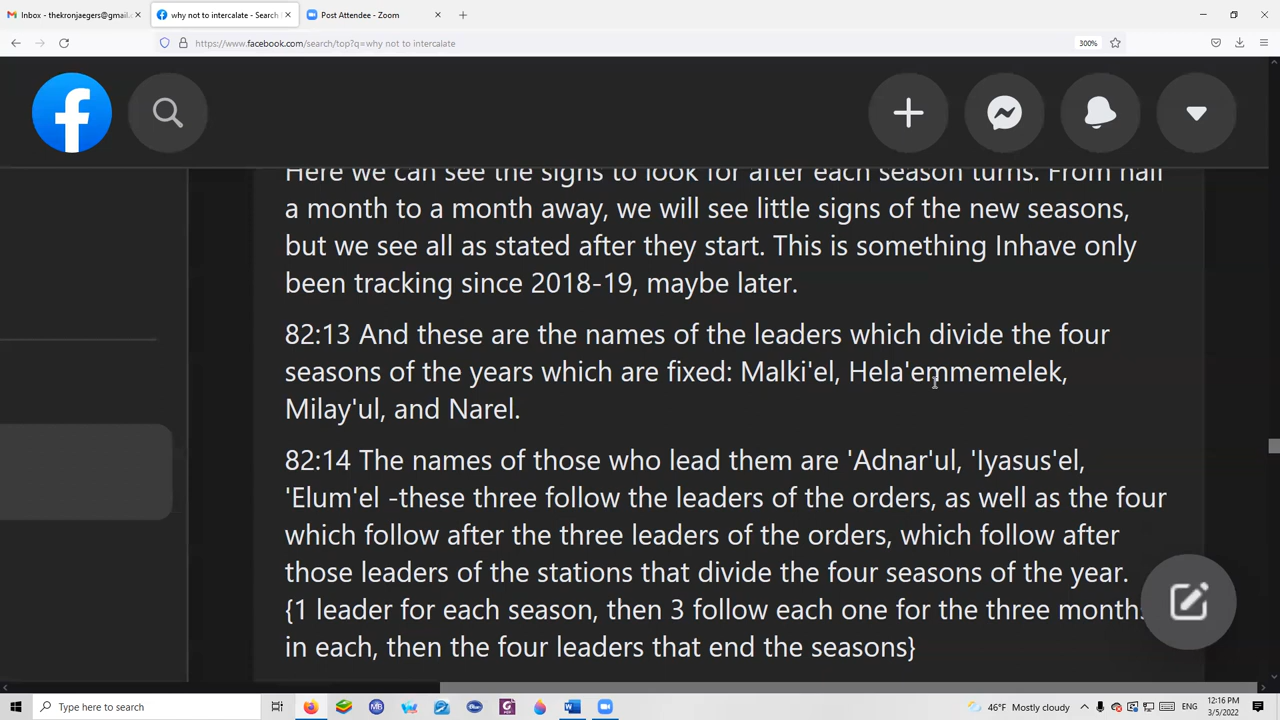 Inbox - thekronjaegers@gmail.
why not to intercalate - Search
Post Attendee - Zoom
https://www.facebook.com/search/top?q=why not to intercalate
300%
Here we can see the signs to look for after each season turns. From half
a month to a month away, we will see little signs of the new seasons,
but we see all as stated after they start. This is something Inhave only
been tracking since 2018-19, maybe later.
82:13 And these are the names of the leaders which divide the four
seasons of the years which are fixed: Malki'el, Hela'emmemelek,
Milay'ul, and Narel.
82:14 The names of those who lead them are 'Adnar'ul, 'Iyasus'el,
'Elum'el -these three follow the leaders of the orders, as well as the four
which follow after the three leaders of the orders, which follow after
those leaders of the stations that divide the four seasons of the year.
{1 leader for each season, then 3 follow each one for the three months
in each, then the four leaders that end the seasons}
Type here to search
46°F Mostly cloudy
ENG
12:16 PM
3/5/2022